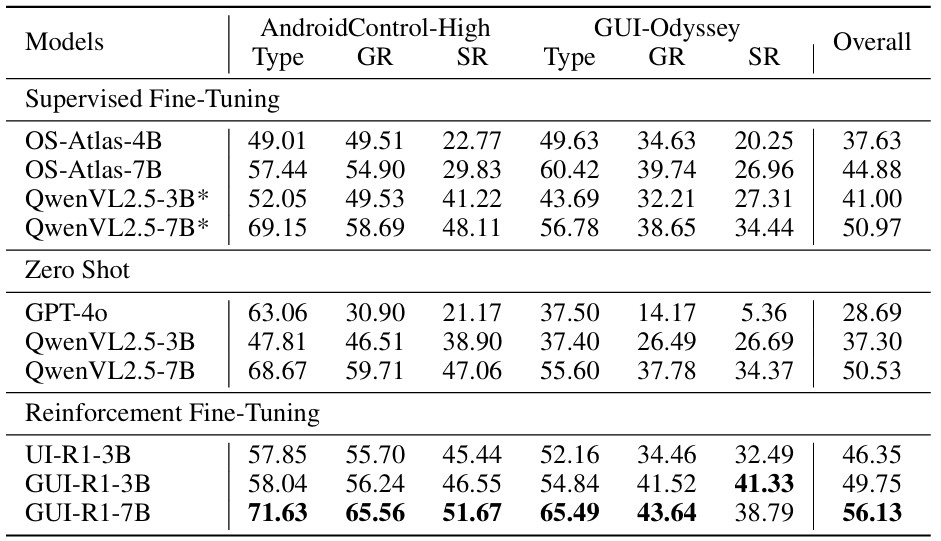 Models AndroidControl-High GUI-Odyssey Overall
Type GR SR Type GR SR
Supervised Fine-Tuning
OS-Atlas-4B 49.01 49.51 22.77 49.63 34.63 20.25 37.63
OS-Atlas-7B 57.44 54.90 29.83 60.42 39.74 26.96 44.88
QwenVL2.5-3B* 52.05 49.53 41.22 43.69 32.21 27.31 41.00
QwenVL2.5-7B* 69.15 58.69 48.11 56.78 38.65 34.44 50.97
Zero Shot
GPT-4o 63.06 30.90 21.17 37.50 14.17 5.36 28.69
QwenVL2.5-3B 47.81 46.51 38.90 37.40 26.49 26.69 37.30
QwenVL2.5-7B 68.67 59.71 47.06 55.60 37.78 34.37 50.53
Reinforcement Fine-Tuning
UI-R1-3B 57.85 55.70 45.44 52.16 34.46 32.49 46.35
GUI-R1-3B 58.04 56.24 46.55 54.84 41.52 41.33 49.75
GUI-R1-7B 71.63 65.56 51.67 65.49 43.64 38.79 56.13